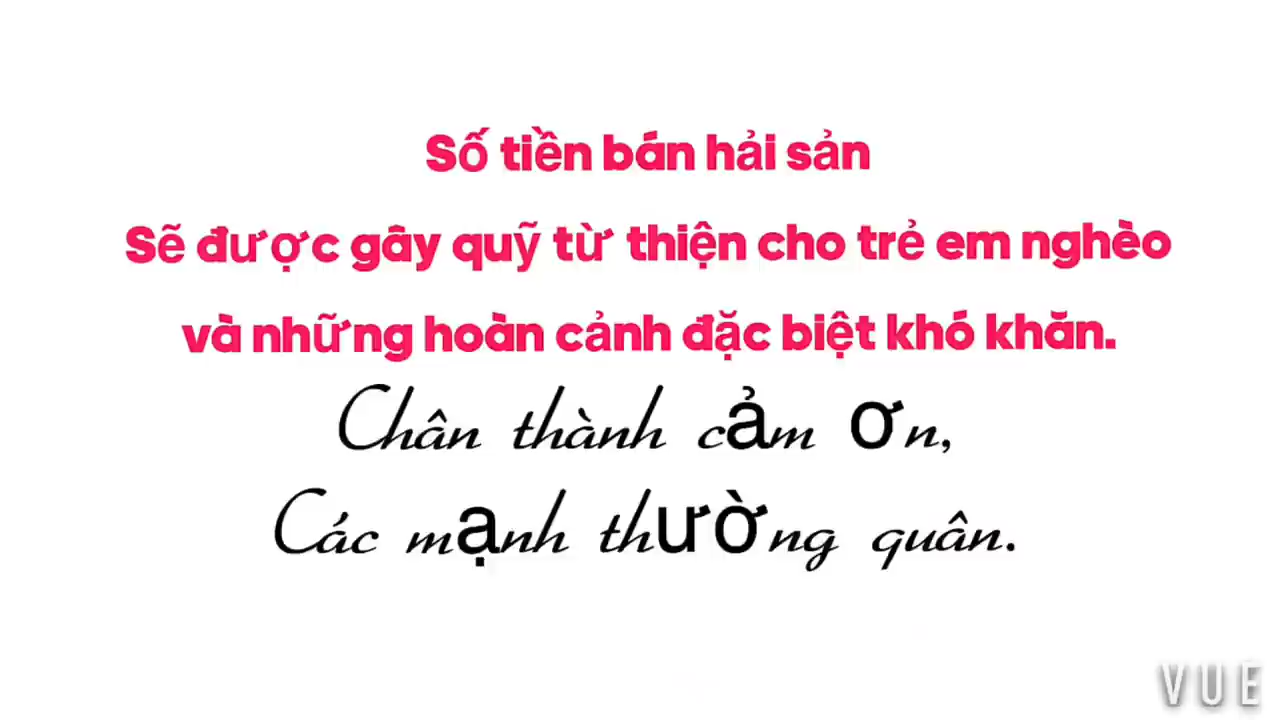 Số tiền bán hải sản
Sẽ được gây quỹ từ thiện cho trẻ em nghèo
và những hoàn cảnh đặc biệt khó khăn.
Chân thành cảm ơn,
Các mạnh thường quân.
VUE